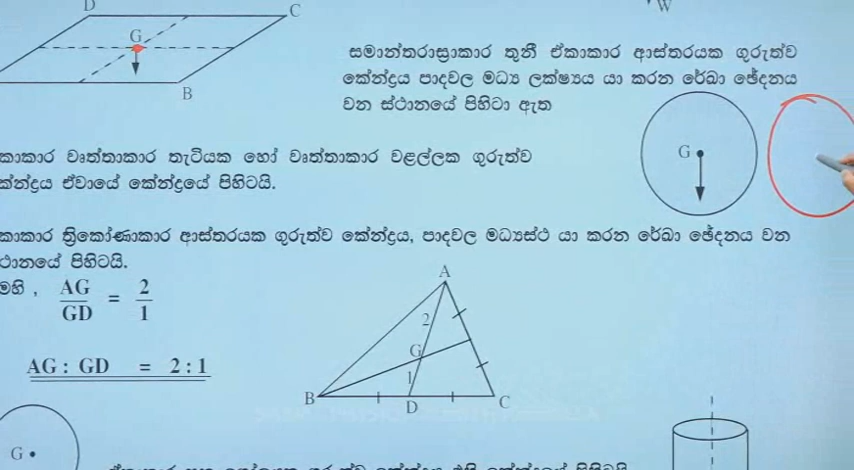 D
C
W
G
B
සමාන්තරාස්‍රාකාර තුනී ඒකාකාර ආස්තරයක ගුරුත්ව
කේන්ද්‍රය පාදවල මධ්‍ය ලක්ෂ්‍යය යා කරන රේඛා ඡේදනය
වන ස්ථානයේ පිහිටා ඇත
කාකාර වෘත්තාකාර තැටියක හෝ වෘත්තාකාර වළල්ලක ගුරුත්ව
G
ක්න්ද්‍රය ඒවායේ කේන්ද්‍රයේ පිහිටයි.
කාකාර ත්‍රිකෝණාකාර ආස්තරයක ගුරුත්ව කේන්ද්‍රය, පාදවල මධ්‍යස්ථ යා කරන රේඛා ඡේදනය වන
ථානයේ පිහිටයි.
මෙහි , AG/GD = 2/1
A
2
G
AG : GD = 2 : 1
1
B
D
C
G